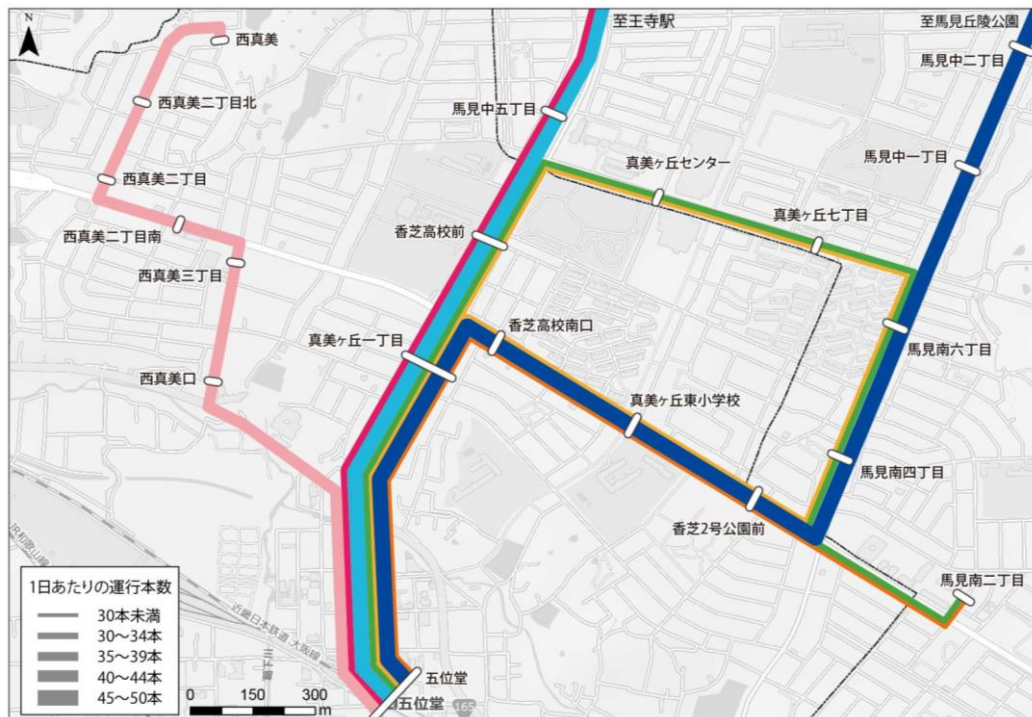 N
至王寺駅
至馬見丘陵公園
西真美
馬見中二丁目
西真美二丁目北
馬見中五丁目
真美ヶ丘センター
馬見中一丁目
西真美二丁目
真美ヶ丘七丁目
西真美二丁目南
香芝高校前
西真美三丁目
香芝高校南口
真美ヶ丘一丁目
馬見南六丁目
西真美口
真美ヶ丘東小学校
馬見南四丁目
香芝2号公園前
JR和歌山線
馬見南二丁目
1日あたりの運行本数
30本未満
30〜34本
35〜39本
40〜44本
45〜50本
近畿日本鉄道 大阪線
五位堂
五位堂
165
0 150 300
m